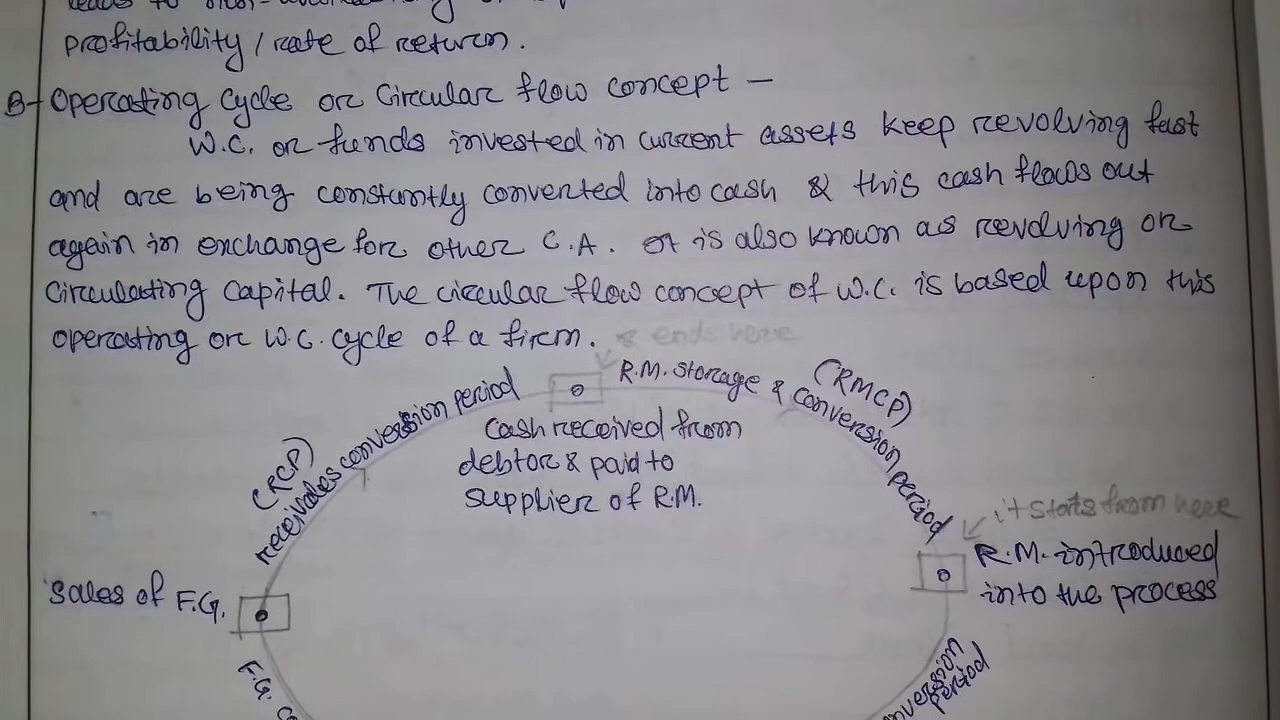 profitability / rate of return.
B- Operating Cycle or Circular flow concept —
W.C. or funds invested in current assets keep revolving fast
and are being constantly converted into cash & this cash flows out
again in exchange for other C.A. It is also known as revolving or
Circulating Capital. The circular flow concept of W.C. is based upon this
operating or W.C. cycle of a firm.
& ends here
R.M. storage & conversion period
(RMCP)
(RCP)
receivales conversion period
Cash received from
debtor & paid to
supplier of R.M.
it starts from here
R.M. introduced
into the process
Sales of F.G.
F.G.
period